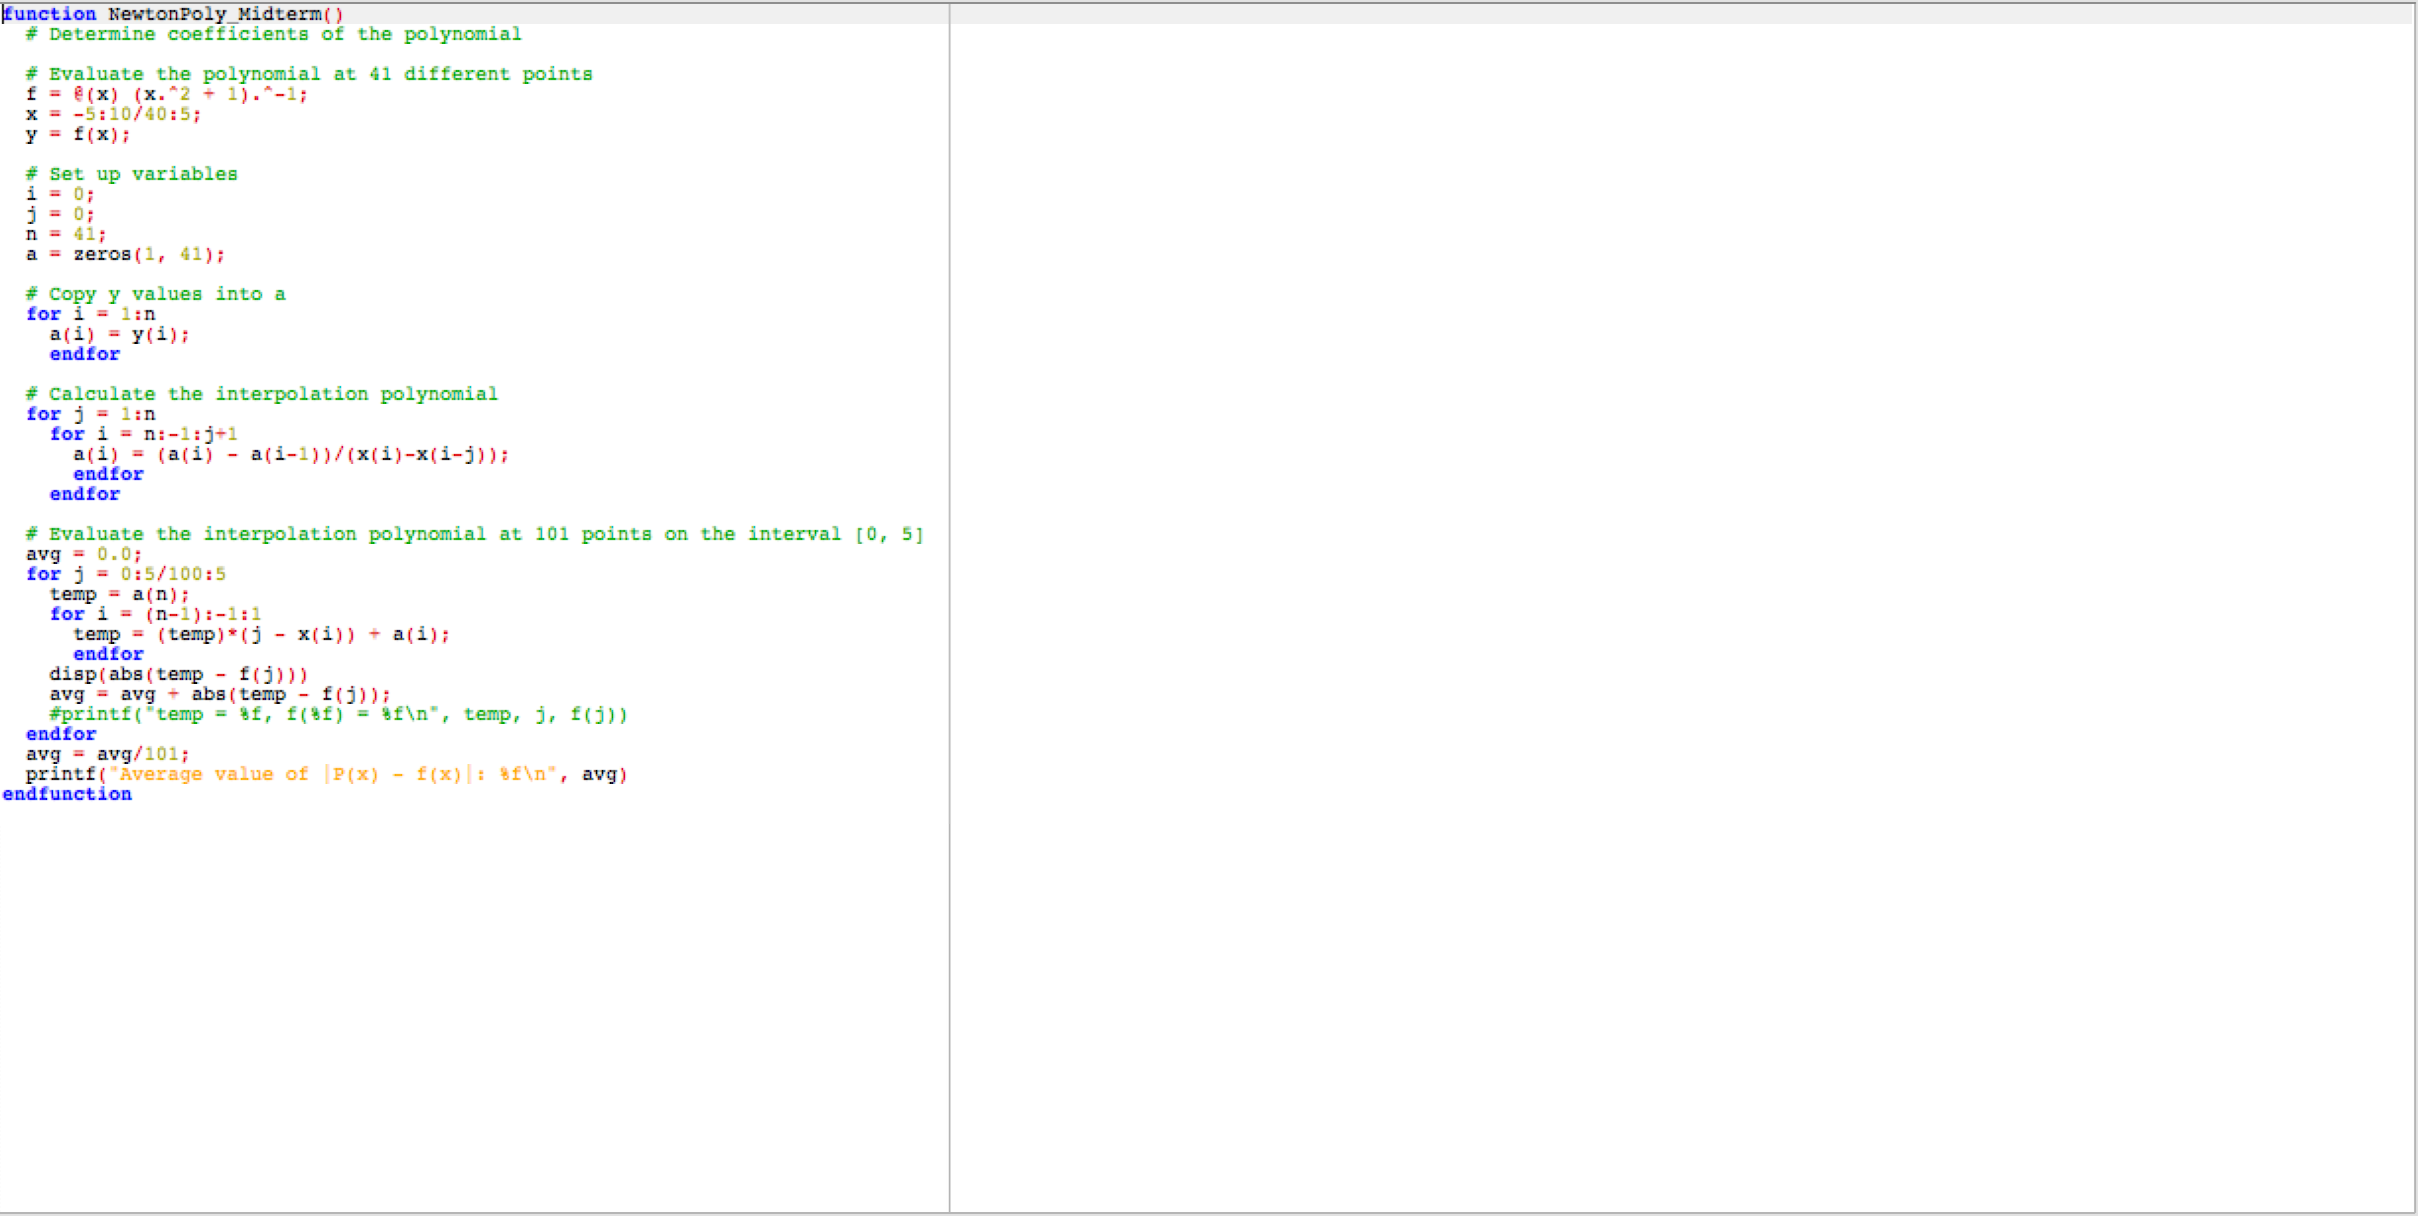 function NewtonPoly_Midterm()
  # Determine coefficients of the polynomial

  # Evaluate the polynomial at 41 different points
  f = @(x) (x.^2 + 1).^-1;
  x = -5:10/40:5;
  y = f(x);

  # Set up variables
  i = 0;
  j = 0;
  n = 41;
  a = zeros(1, 41);

  # Copy y values into a
  for i = 1:n
    a(i) = y(i);
    endfor

  # Calculate the interpolation polynomial
  for j = 1:n
    for i = n:-1:j+1
      a(i) = (a(i) - a(i-1))/(x(i)-x(i-j));
      endfor
    endfor

  # Evaluate the interpolation polynomial at 101 points on the interval [0, 5]
  avg = 0.0;
  for j = 0:5/100:5
    temp = a(n);
    for i = (n-1):-1:1
      temp = (temp)*(j - x(i)) + a(i);
      endfor
    disp(abs(temp - f(j)))
    avg = avg + abs(temp - f(j));
    #printf("temp = %f, f(%f) = %f\n", temp, j, f(j))
  endfor
  avg = avg/101;
  printf("Average value of |P(x) - f(x)|: %f\n", avg)
endfunction